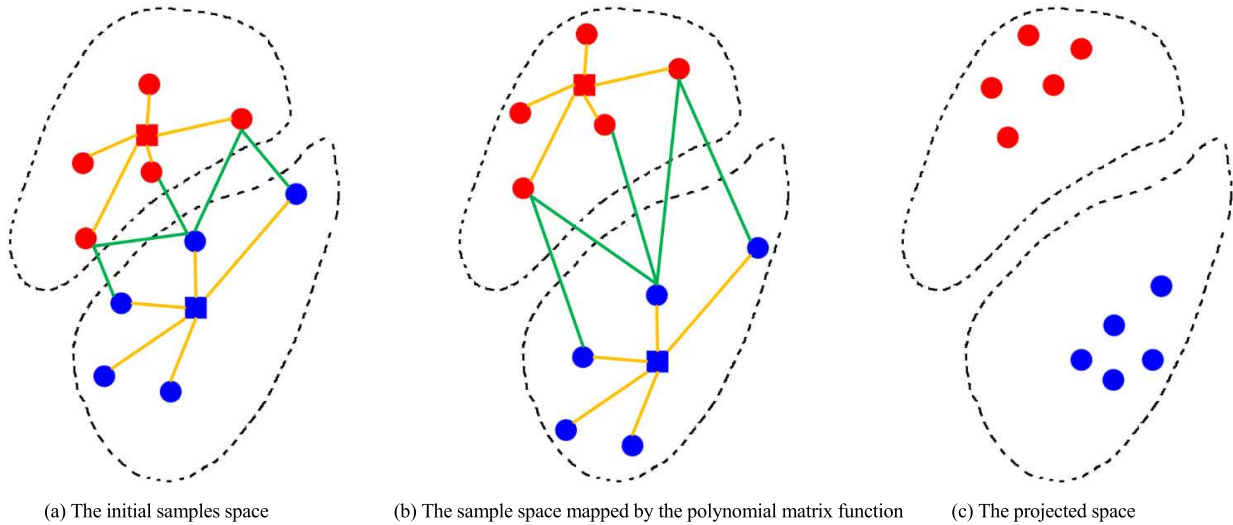 (a) The initial samples space
(b) The sample space mapped by the polynomial matrix function
(c) The projected space